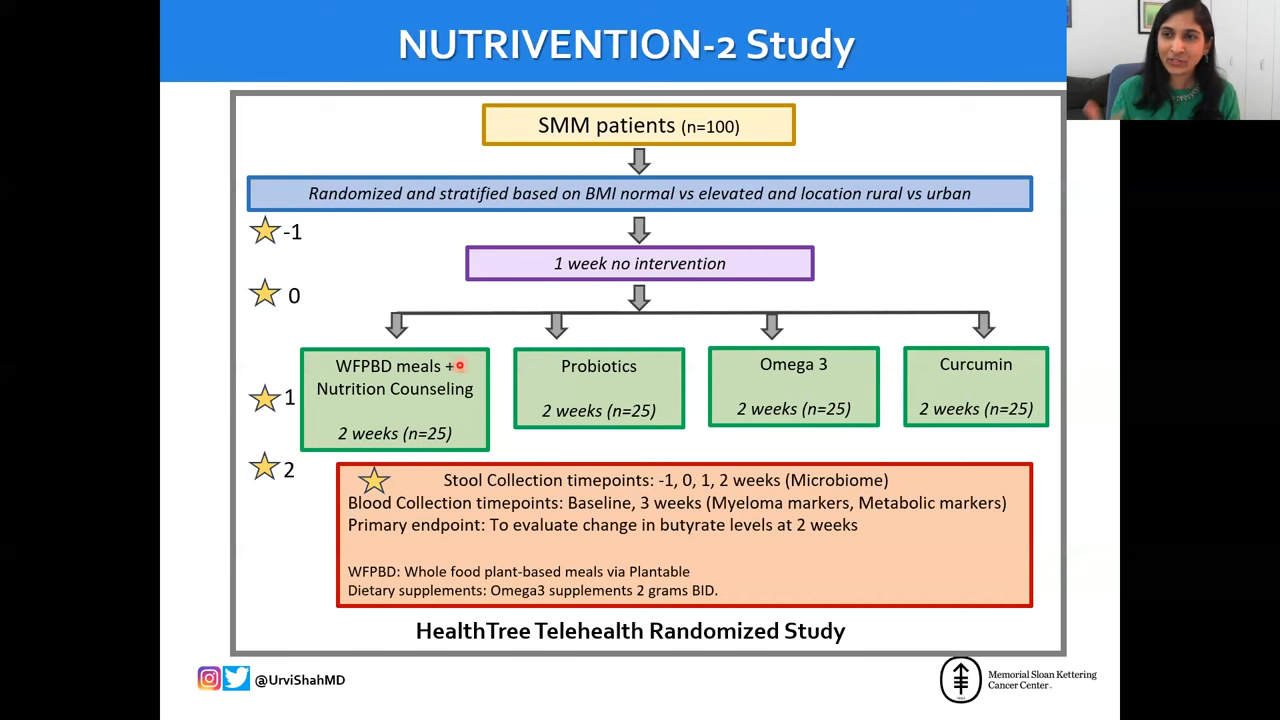 NUTRIVENTION-2 Study
SMM patients (n=100)
Randomized and stratified based on BMI normal vs elevated and location rural vs urban
-1
1 week no intervention
0
WFPBD meals +
Nutrition Counseling
2 weeks (n=25)
Probiotics
2 weeks (n=25)
Omega 3
2 weeks (n=25)
Curcumin
2 weeks (n=25)
1
2
Stool Collection timepoints: -1, 0, 1, 2 weeks (Microbiome)
Blood Collection timepoints: Baseline, 3 weeks (Myeloma markers, Metabolic markers)
Primary endpoint: To evaluate change in butyrate levels at 2 weeks
WFPBD: Whole food plant-based meals via Plantable
Dietary supplements: Omega3 supplements 2 grams BID.
HealthTree Telehealth Randomized Study
@UrviShahMD
Memorial Sloan Kettering
Cancer Center